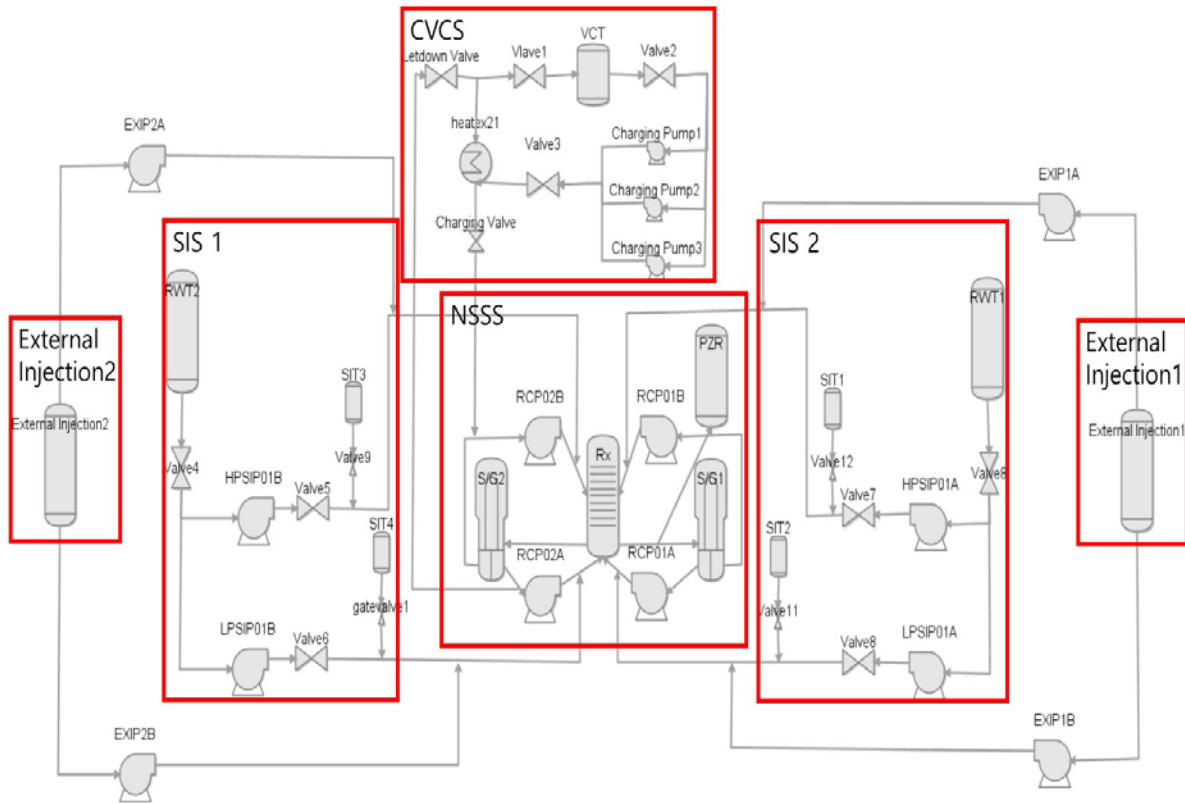 CVCS
Letdown Valve
Vlave1
VCT
Valve2
heatex21
Valve3
Charging Pump1
Charging Pump2
Charging Pump3
Charging Valve
EXIP2A
EXIP1A
SIS 1
RWT2
SIT3
Valve4
HPSIP01B
Valve5
Valve9
SIT4
gatevalve1
LPSIP01B
Valve6
External
Injection2
External Injection2
EXIP2B
NSSS
PZR
RCP02B
RCP01B
Rx
S/G2
S/G1
RCP02A
RCP01A
SIS 2
RWT1
SIT1
Valve12
Valve7
HPSIP01A
Valve8
SIT2
Valve11
Valve8
LPSIP01A
External
Injection1
External Injection1
EXIP1B